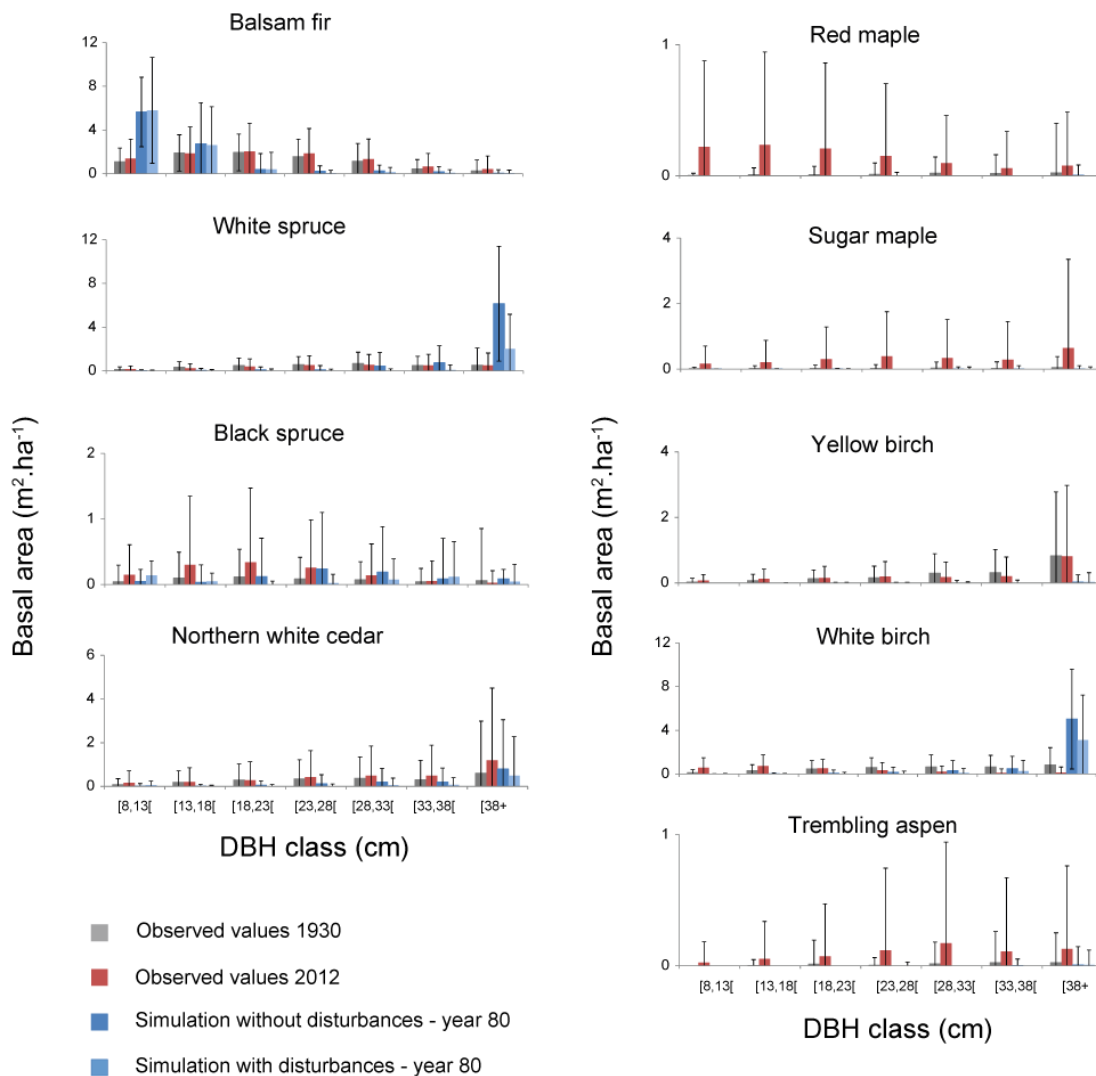 Balsam fir
12
8
4
0
White spruce
12
8
4
0
Black spruce
2
1
0
Northern white cedar
6
4
2
0
[8,13[ [13,18[ [18,23[ [23,28[ [28,33[ [33,38[ [38+
DBH class (cm)
Basal area (m².ha⁻¹)
Red maple
1
0
Sugar maple
4
2
0
Yellow birch
4
2
0
White birch
12
8
4
0
Trembling aspen
1
0
[8,13[ [13,18[ [18,23[ [23,28[ [28,33[ [33,38[ [38+
DBH class (cm)
Basal area (m².ha⁻¹)
Observed values 1930
Observed values 2012
Simulation without disturbances - year 80
Simulation with disturbances - year 80